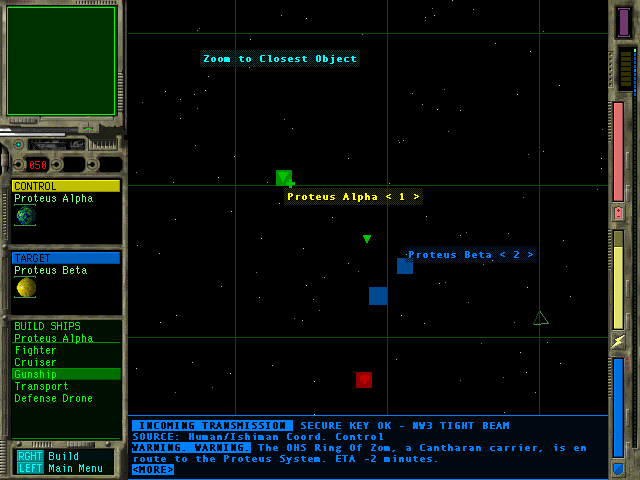 Zoom to Closest Object
050
CONTROL
Proteus Alpha
Proteus Alpha < 1 >
TARGET
Proteus Beta
Proteus Beta < 2 >
BUILD SHIPS
Proteus Alpha
Fighter
Cruiser
Gunship
Transport
Defense Drone
RGHT Build
LEFT Main Menu
INCOMING TRANSMISSION SECURE KEY OK - NW3 TIGHT BEAM
SOURCE: Human/Ishiman Coord. Control
WARNING. WARNING. The OHS Ring Of Zom, a Cantharan carrier, is en
route to the Proteus System. ETA ~2 minutes.
<MORE>